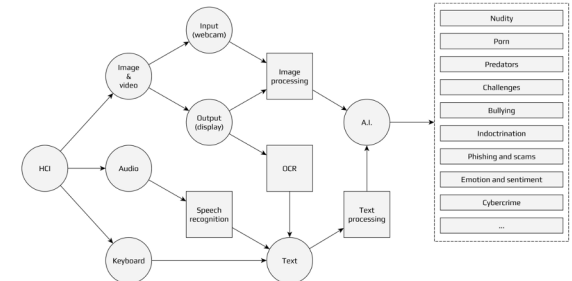 Input
(webcam)
Image
&
video
Image
processing
Output
(display)
A.I.
HCI
Audio
OCR
Speech
recognition
Text
processing
Keyboard
Text
Nudity
Porn
Predators
Challenges
Bullying
Indoctrination
Phishing and scams
Emotion and sentiment
Cybercrime
...